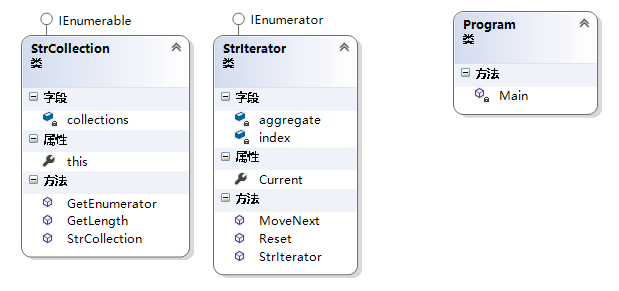 IEnumerable
StrCollection
类
字段
collections
属性
this
方法
GetEnumerator
GetLength
StrCollection
IEnumerator
StrIterator
类
字段
aggregate
index
属性
Current
方法
MoveNext
Reset
StrIterator
Program
类
方法
Main